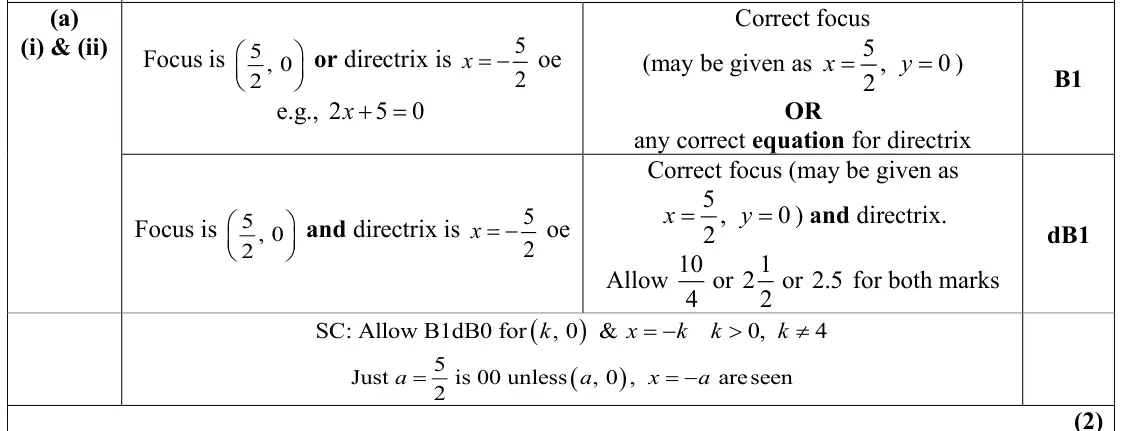 (a)
(i) & (ii)
Focus is (5/2, 0) or directrix is x = −5/2 oe
e.g., 2x + 5 = 0
Correct focus
(may be given as x = 5/2, y = 0)
OR
any correct equation for directrix
B1
Focus is (5/2, 0) and directrix is x = −5/2 oe
Correct focus (may be given as
x = 5/2, y = 0) and directrix.
Allow 10/4 or 2 1/2 or 2.5 for both marks
dB1
SC: Allow B1dB0 for (k, 0) & x = −k k > 0, k ≠ 4
Just a = 5/2 is 00 unless (a, 0), x = −a are seen
(2)